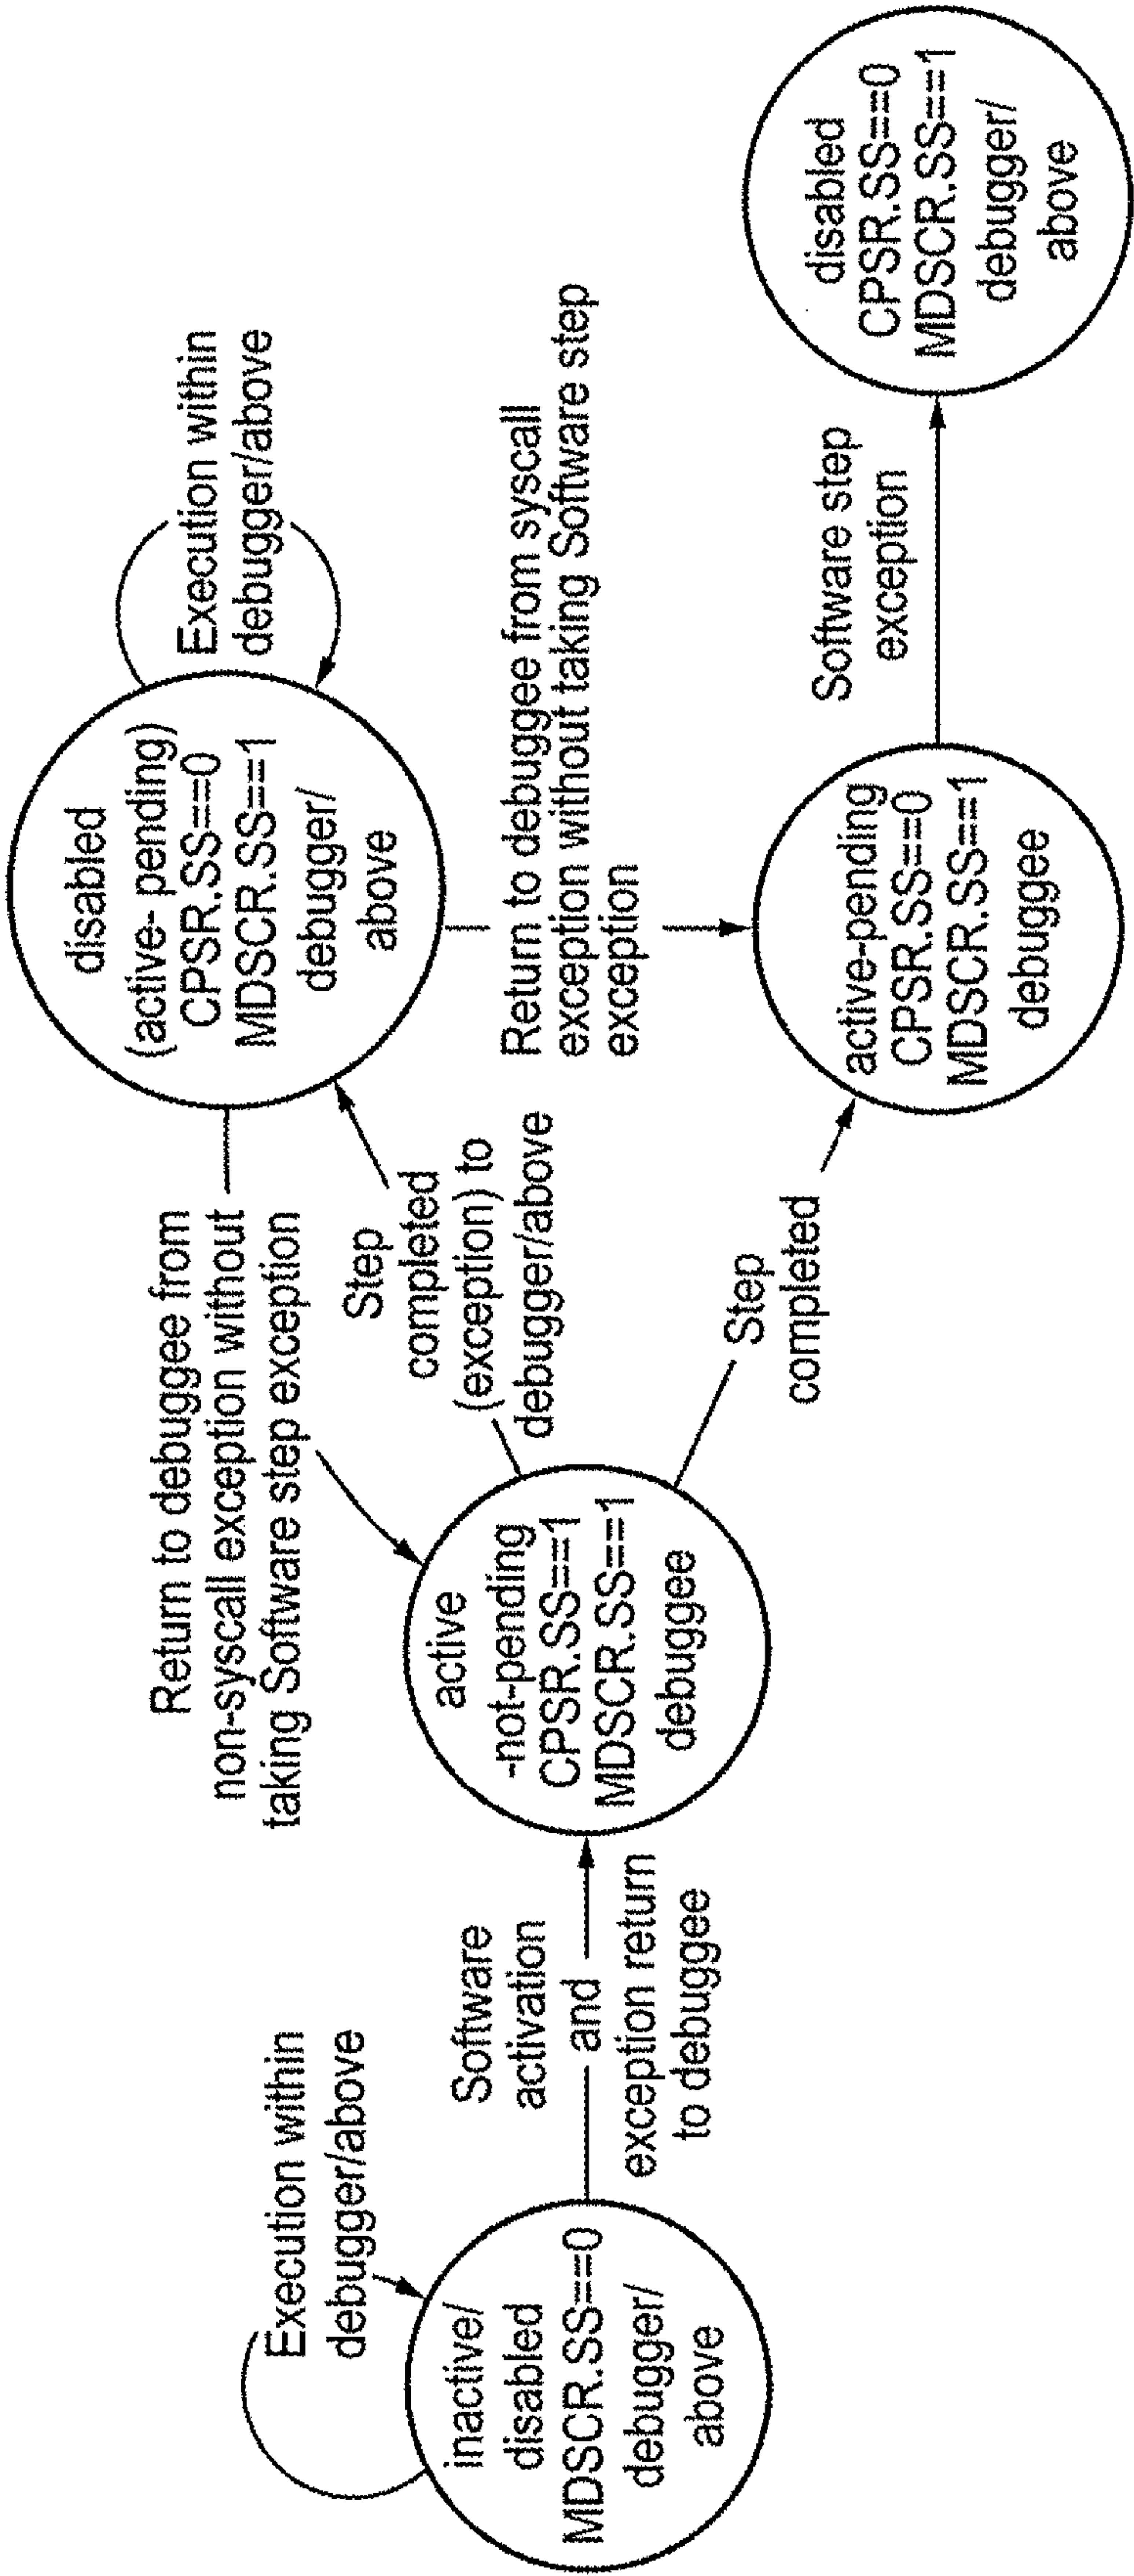 Execution within
debugger/above
inactive/
disabled
MDSCR.SS==0
debugger/
above
Software
activation
and
exception return
to debuggee
active
-not-pending
CPSR.SS==1
MDSCR.SS==1
debuggee
Return to debuggee from
non-syscall exception without
taking Software step exception
Step
completed
(exception) to
debugger/above
Step
completed
disabled
(active- pending)
CPSR.SS==0
MDSCR.SS==1
debugger/
above
Execution within
debugger/above
Return to debuggee from syscall
exception without taking Software step
exception
active-pending
CPSR.SS==0
MDSCR.SS==1
debuggee
Software step
exception
disabled
CPSR.SS==0
MDSCR.SS==1
debugger/
above